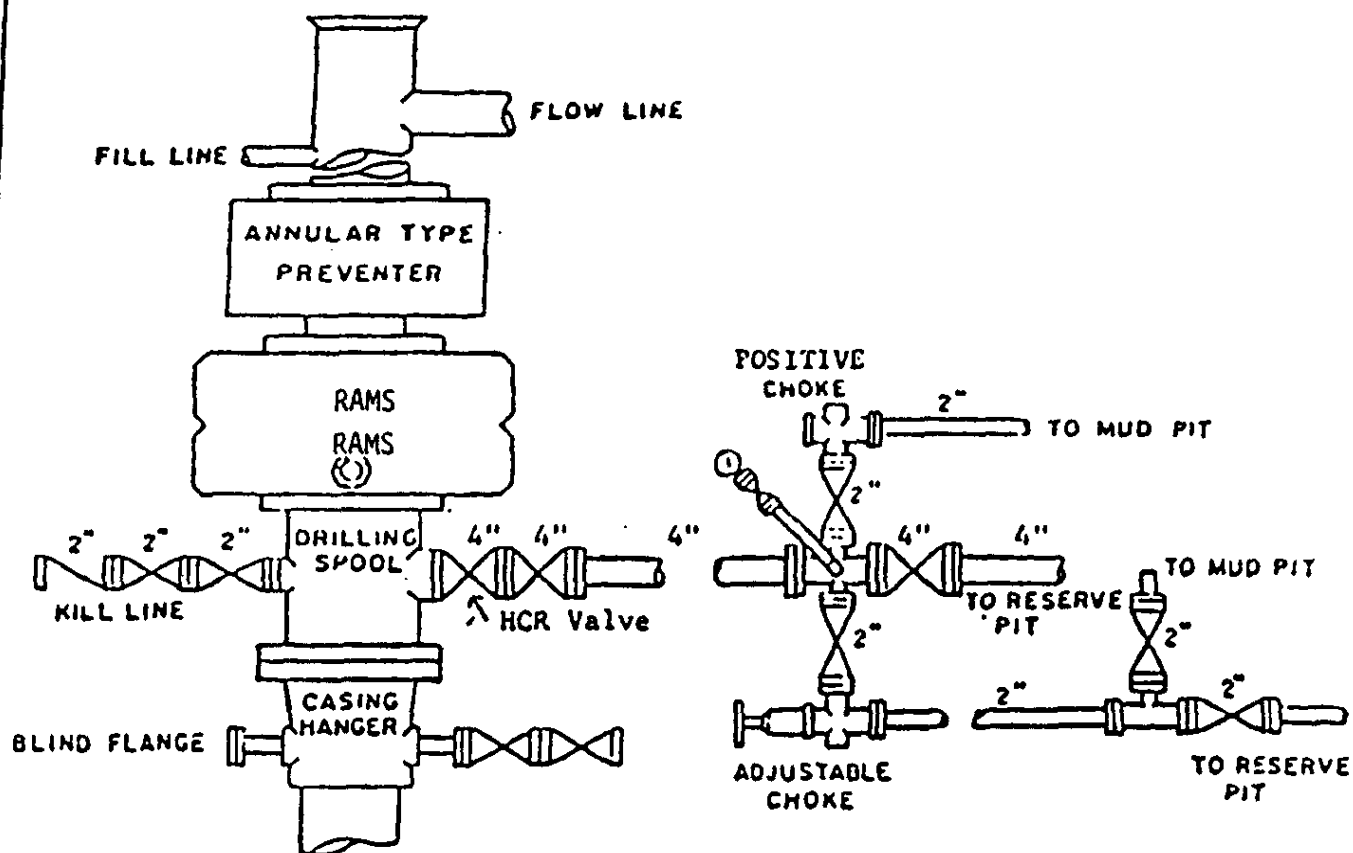 FLOW LINE
FILL LINE
ANNULAR TYPE
PREVENTER
RAMS
RAMS
DRILLING
SPOOL
2" 2" 2"
KILL LINE
4" 4" 4"
HCR Valve
CASING
HANGER
BLIND FLANGE
POSITIVE
CHOKE
2"
TO MUD PIT
2"
4" 4"
TO RESERVE
PIT
2"
ADJUSTABLE
CHOKE
TO MUD PIT
2"
2" 2"
TO RESERVE
PIT